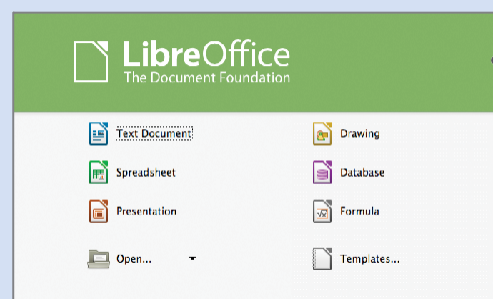 LibreOffice
The Document Foundation
Text Document
Drawing
Spreadsheet
Database
Presentation
Formula
Open...
Templates...